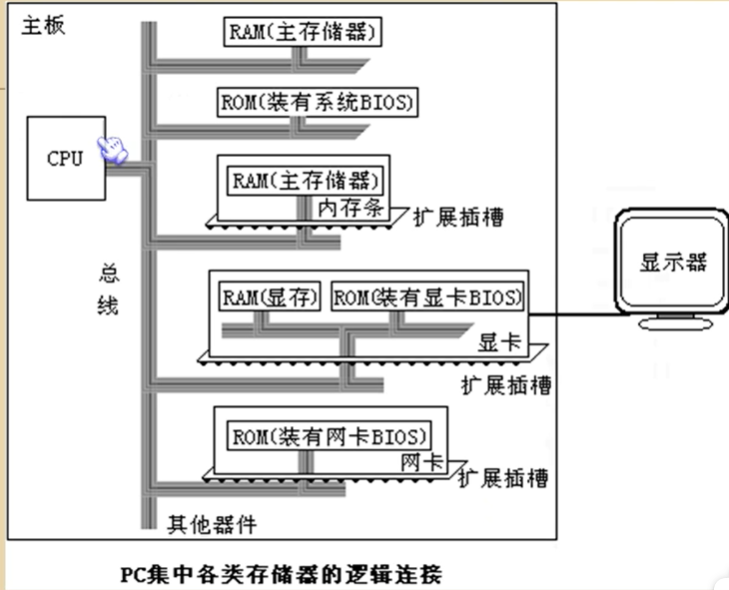 主板
RAM(主存储器)
ROM(装有系统BIOS)
CPU
RAM(主存储器)
内存条
扩展插槽
总线
RAM(显存)
ROM(装有显卡BIOS)
显卡
扩展插槽
显示器
ROM(装有网卡BIOS)
网卡
扩展插槽
其他器件
PC集中各类存储器的逻辑连接